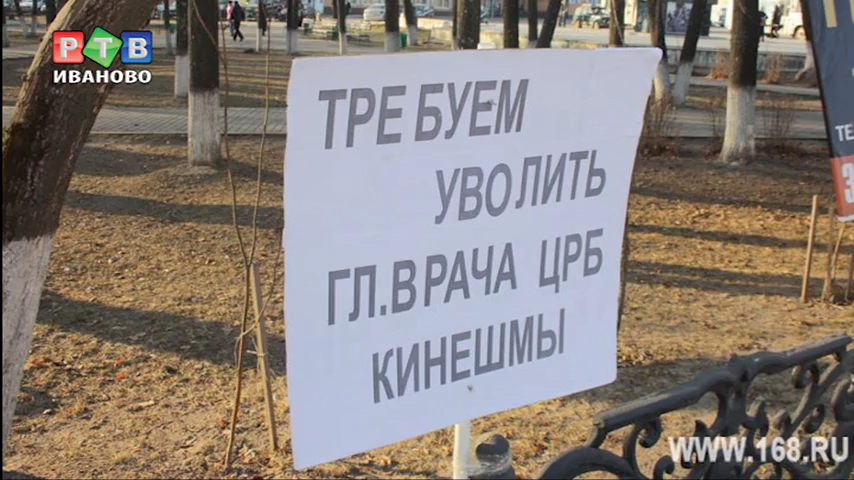 РТВ
ИВАНОВО
ТРЕБУЕМ
УВОЛИТЬ
ГЛ.ВРАЧА ЦРБ
КИНЕШМЫ
WWW.168.RU